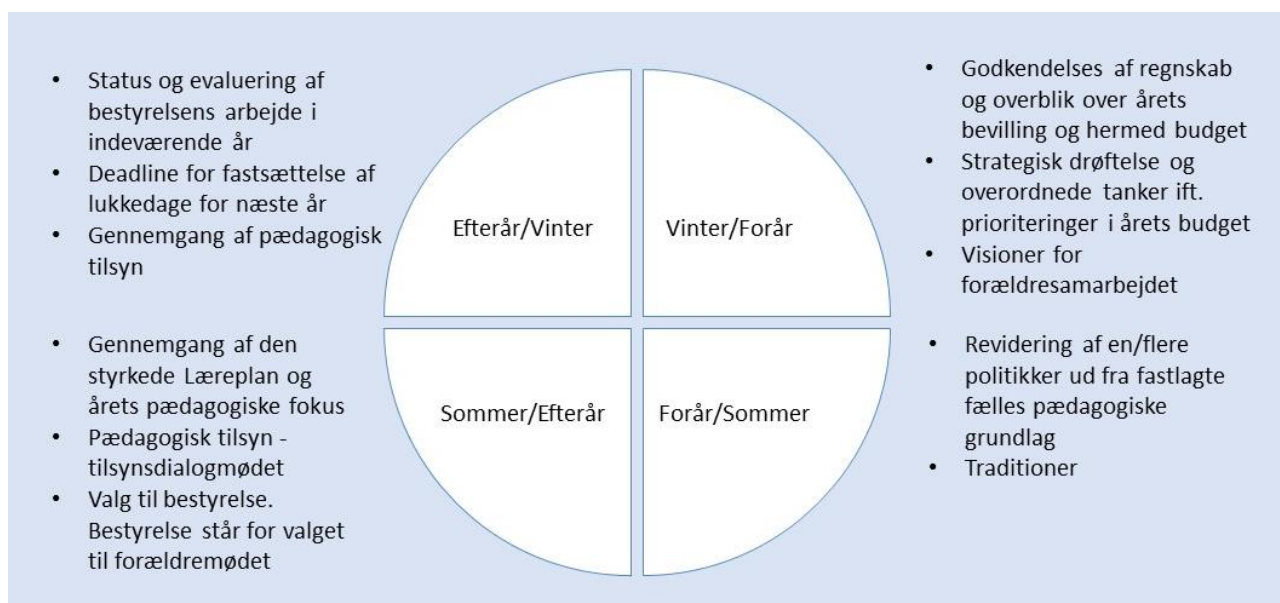 • Status og evaluering af
bestyrelsens arbejde i
indeværende år
• Deadline for fastsættelse af
lukkedage for næste år
• Gennemgang af pædagogisk
tilsyn
Efterår/Vinter
Vinter/Forår
• Godkendelses af regnskab
og overblik over årets
bevilling og hermed budget
• Strategisk drøftelse og
overordnede tanker ift.
prioriteringer i årets budget
• Visioner for
forældresamarbejdet
• Gennemgang af den
styrkede Læreplan og
årets pædagogiske fokus
• Pædagogisk tilsyn -
tilsynsdialogmødet
• Valg til bestyrelse.
Bestyrelse står for valget
til forældremødet
Sommer/Efterår
Forår/Sommer
• Revidering af en/flere
politikker ud fra fastlagte
fælles pædagogiske
grundlag
• Traditioner